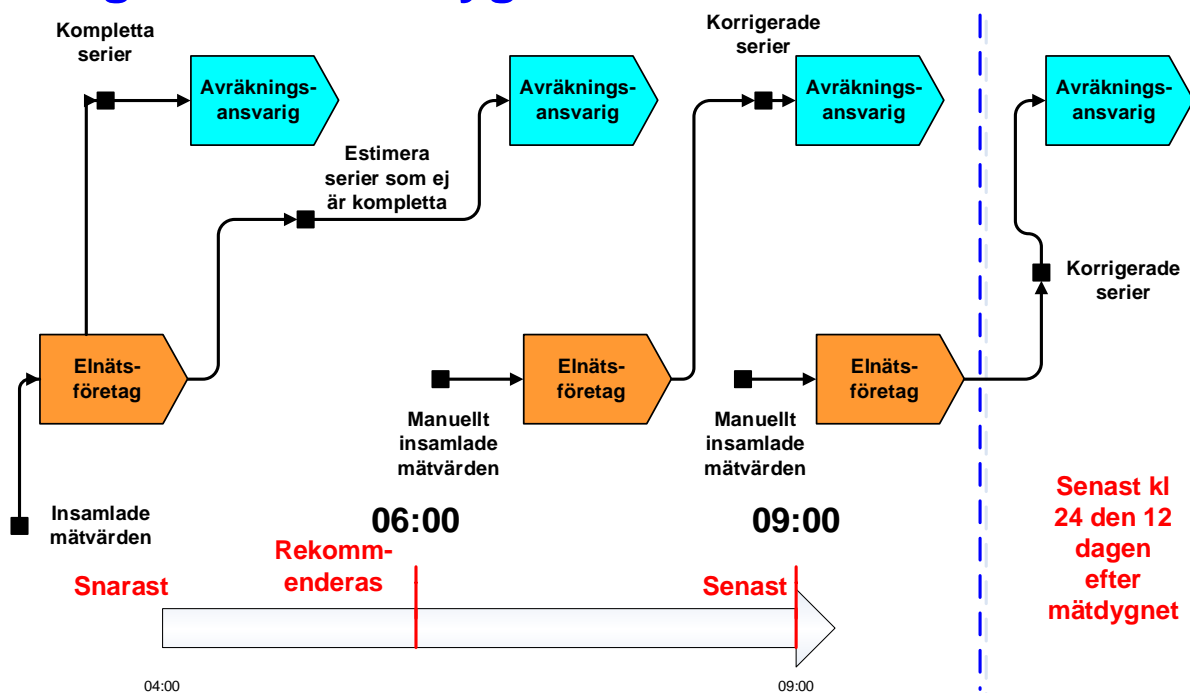 Kompletta
serier
Avräknings-
ansvarig
Avräknings-
ansvarig
Korrigerade
serier
Avräknings-
ansvarig
Avräknings-
ansvarig
Estimera
serier som ej
är kompletta
Korrigerade
serier
Elnäts-
företag
Elnäts-
företag
Elnäts-
företag
Manuellt
insamlade
mätvärden
Manuellt
insamlade
mätvärden
Insamlade
mätvärden
06:00
09:00
Senast kl
24 den 12
dagen
efter
mätdygnet
Snarast
Rekomm-
enderas
Senast
04:00
09:00